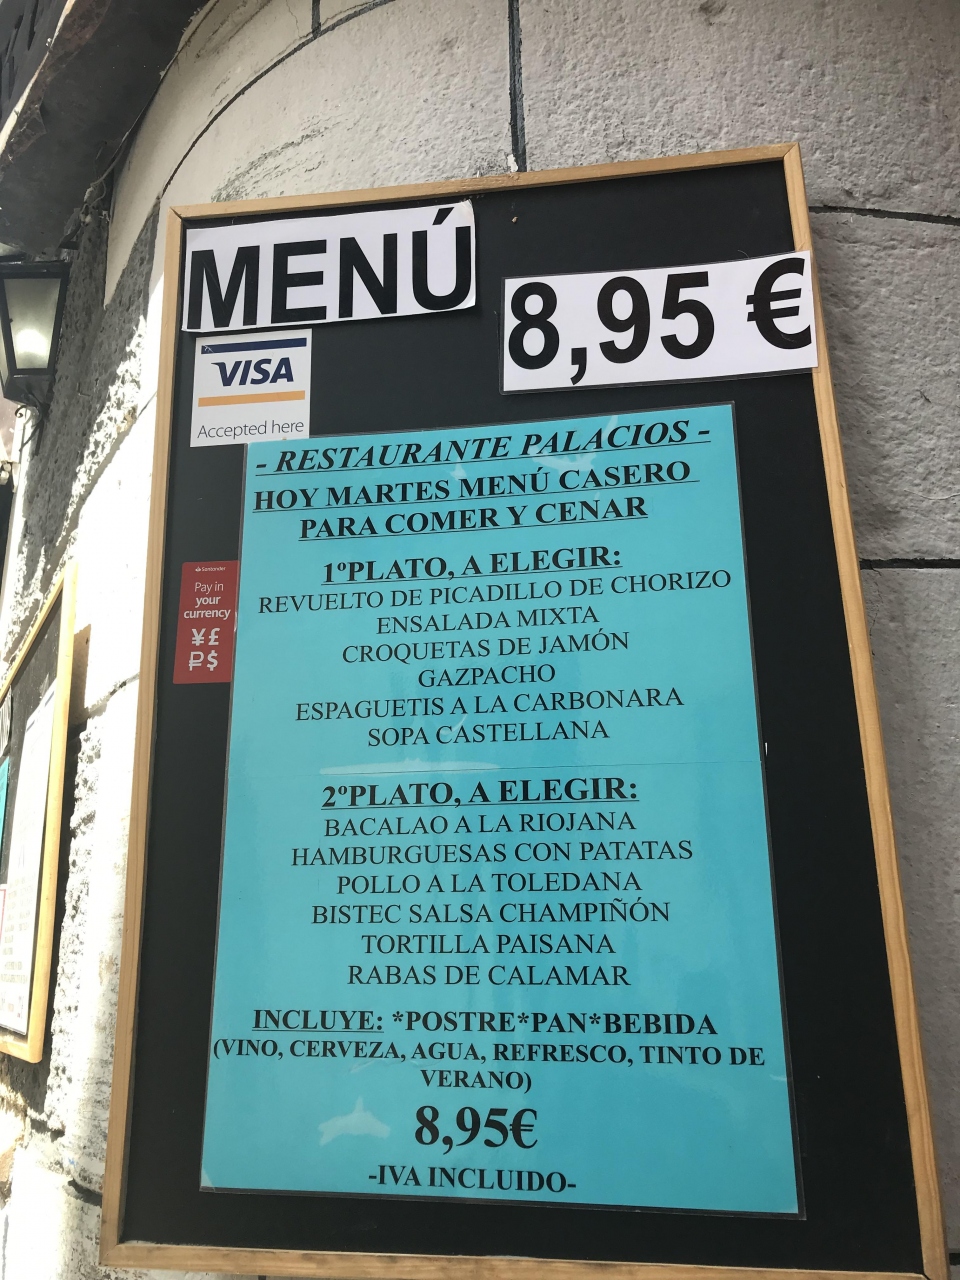 MENÚ
8,95 €
VISA
Accepted here
- RESTAURANTE PALACIOS -
HOY MARTES MENÚ CASERO
PARA COMER Y CENAR
1ºPLATO, A ELEGIR:
REVUELTO DE PICADILLO DE CHORIZO
ENSALADA MIXTA
CROQUETAS DE JAMÓN
GAZPACHO
ESPAGUETIS A LA CARBONARA
SOPA CASTELLANA
Santander
Pay in
your
currency
¥£
₽$
2ºPLATO, A ELEGIR:
BACALAO A LA RIOJANA
HAMBURGUESAS CON PATATAS
POLLO A LA TOLEDANA
BISTEC SALSA CHAMPIÑÓN
TORTILLA PAISANA
RABAS DE CALAMAR
INCLUYE: *POSTRE*PAN*BEBIDA
(VINO, CERVEZA, AGUA, REFRESCO, TINTO DE
VERANO)
8,95€
-IVA INCLUIDO-